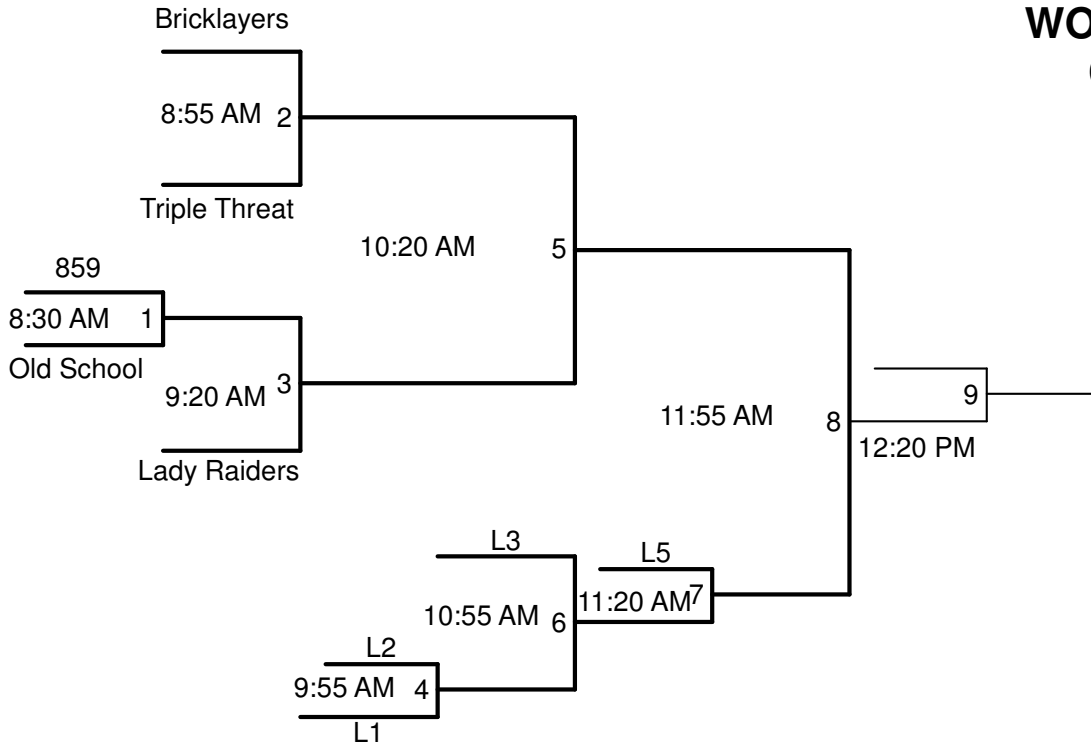 Bricklayers
WO
8:55 AM 2
Triple Threat
10:20 AM 5
859
8:30 AM 1
Old School
9:20 AM 3
11:55 AM 8
9
12:20 PM
Lady Raiders
L3
L5
10:55 AM 6
11:20 AM 7
L2
9:55 AM 4
L1